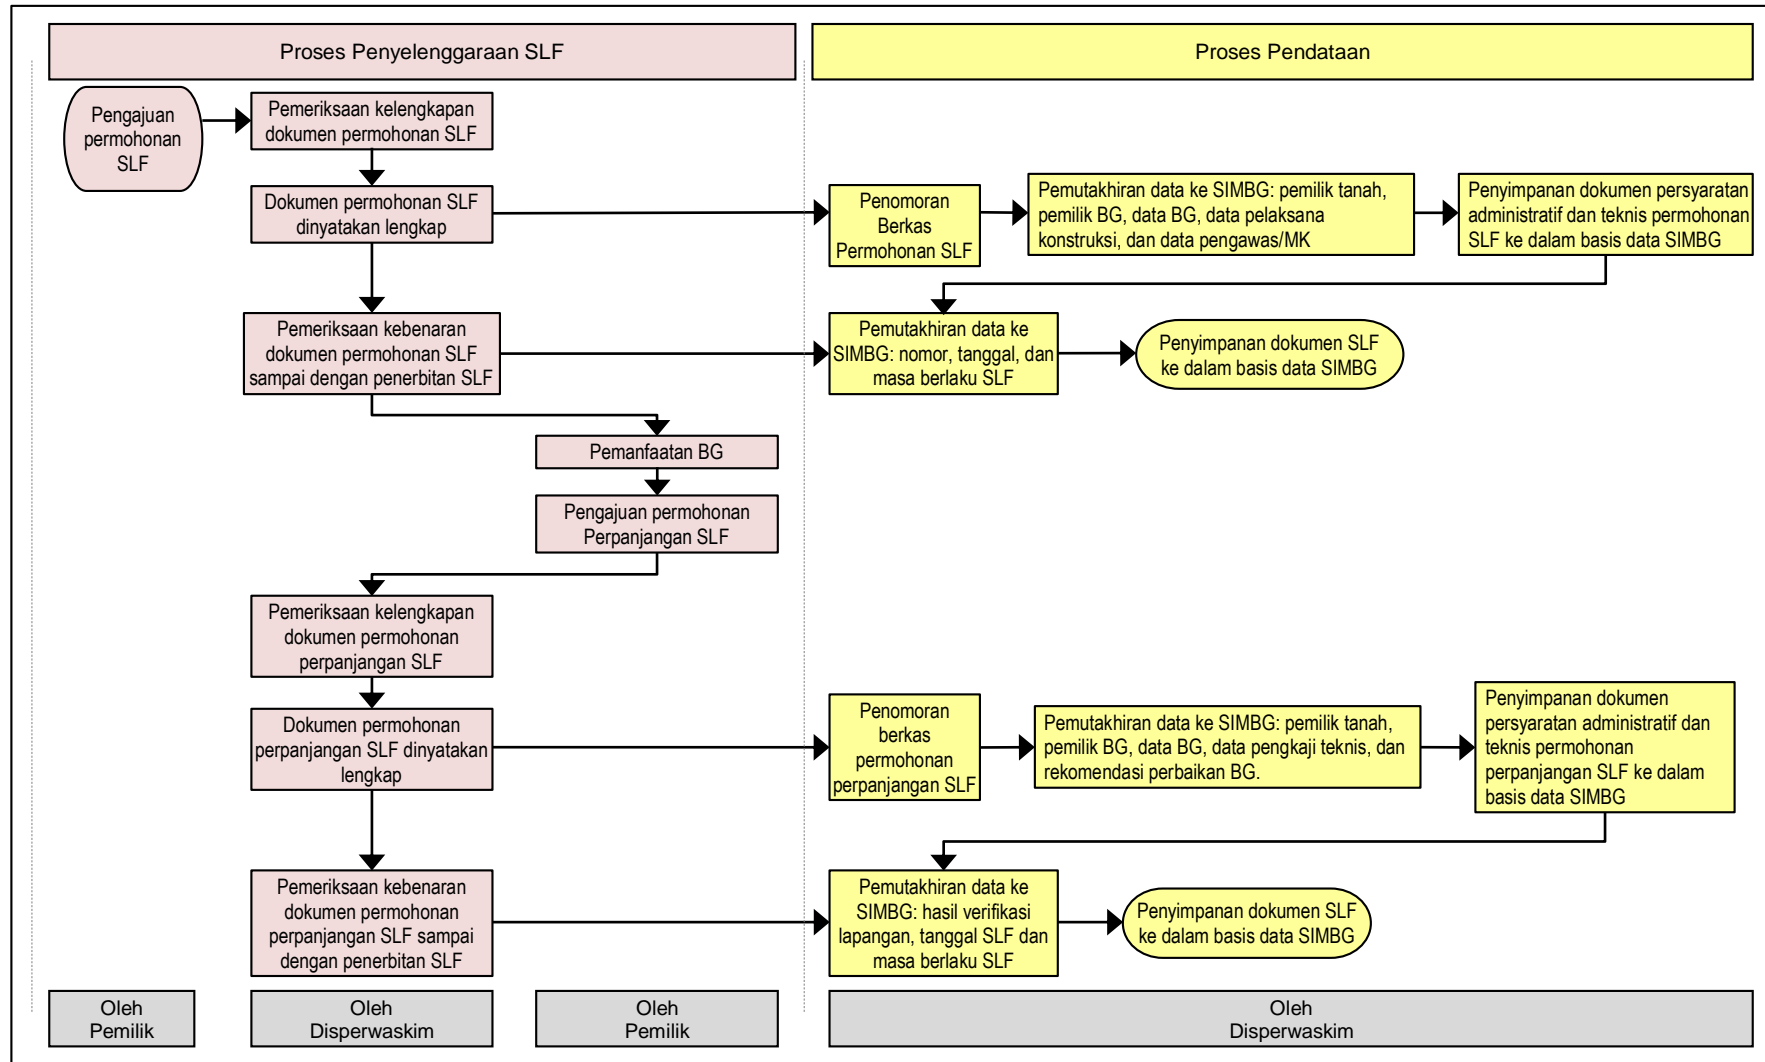 Proses Penyelenggaraan SLF
Proses Pendataan
Pengajuan
permohonan
SLF
Pemeriksaan kelengkapan
dokumen permohonan SLF
Dokumen permohonan SLF
dinyatakan lengkap
Penomoran
Berkas
Permohonan SLF
Pemutakhiran data ke SIMBG: pemilik tanah,
pemilik BG, data BG, data pelaksana
konstruksi, dan data pengawas/MK
Penyimpanan dokumen persyaratan
administratif dan teknis permohonan
SLF ke dalam basis data SIMBG
Pemeriksaan kebenaran
dokumen permohonan SLF
sampai dengan penerbitan SLF
Pemutakhiran data ke
SIMBG: nomor, tanggal, dan
masa berlaku SLF
Penyimpanan dokumen SLF
ke dalam basis data SIMBG
Pemanfaatan BG
Pengajuan permohonan
Perpanjangan SLF
Pemeriksaan kelengkapan
dokumen permohonan
perpanjangan SLF
Dokumen permohonan
perpanjangan SLF dinyatakan
lengkap
Penomoran
berkas
permohonan
perpanjangan SLF
Pemutakhiran data ke SIMBG: pemilik tanah,
pemilik BG, data BG, data pengkaji teknis, dan
rekomendasi perbaikan BG.
Penyimpanan dokumen
persyaratan administratif dan
teknis permohonan
perpanjangan SLF ke dalam
basis data SIMBG
Pemeriksaan kebenaran
dokumen permohonan
perpanjangan SLF sampai
dengan penerbitan SLF
Pemutakhiran data ke
SIMBG: hasil verifikasi
lapangan, tanggal SLF dan
masa berlaku SLF
Penyimpanan dokumen SLF
ke dalam basis data SIMBG
Oleh
Pemilik
Oleh
Disperwaskim
Oleh
Pemilik
Oleh
Disperwaskim